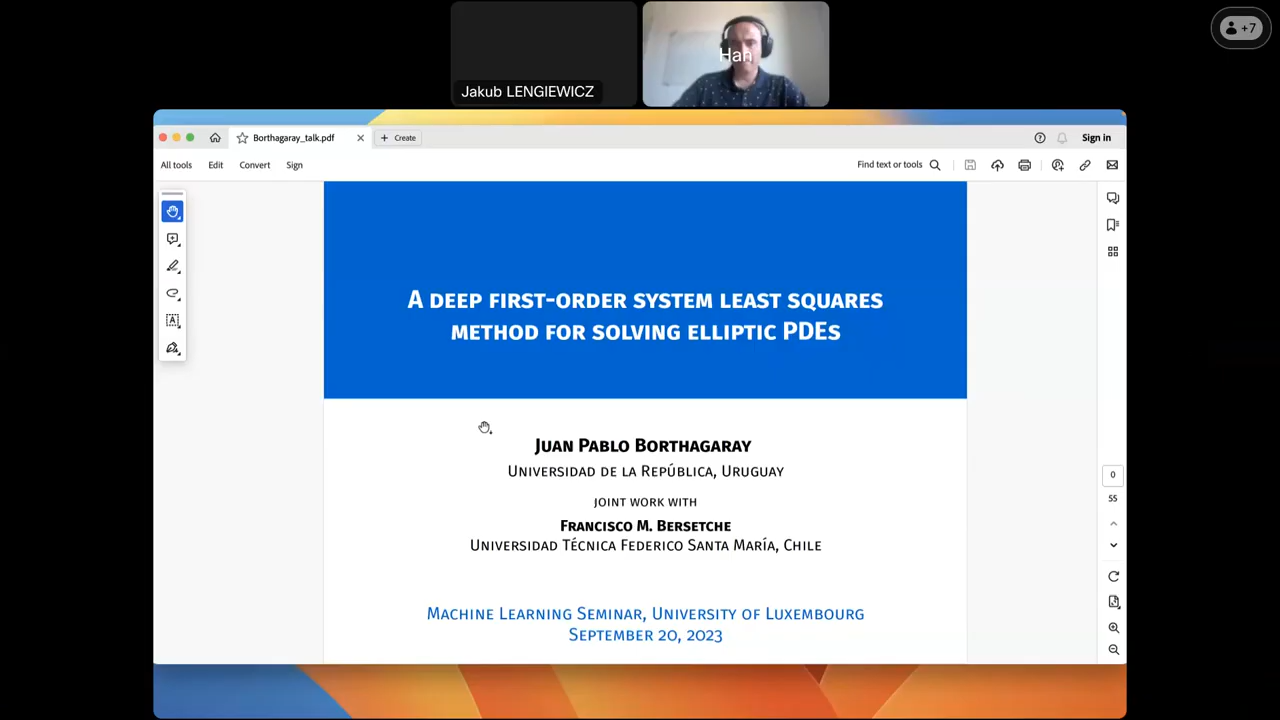 +7
Jakub LENGIEWICZ
Han
Borthagaray_talk.pdf
Create
Sign in
All tools
Edit
Convert
Sign
Find text or tools
A DEEP FIRST-ORDER SYSTEM LEAST SQUARES
METHOD FOR SOLVING ELLIPTIC PDES
JUAN PABLO BORTHAGARAY
UNIVERSIDAD DE LA REPÚBLICA, URUGUAY
JOINT WORK WITH
FRANCISCO M. BERSETCHE
UNIVERSIDAD TÉCNICA FEDERICO SANTA MARÍA, CHILE
MACHINE LEARNING SEMINAR, UNIVERSITY OF LUXEMBOURG
SEPTEMBER 20, 2023
0
55